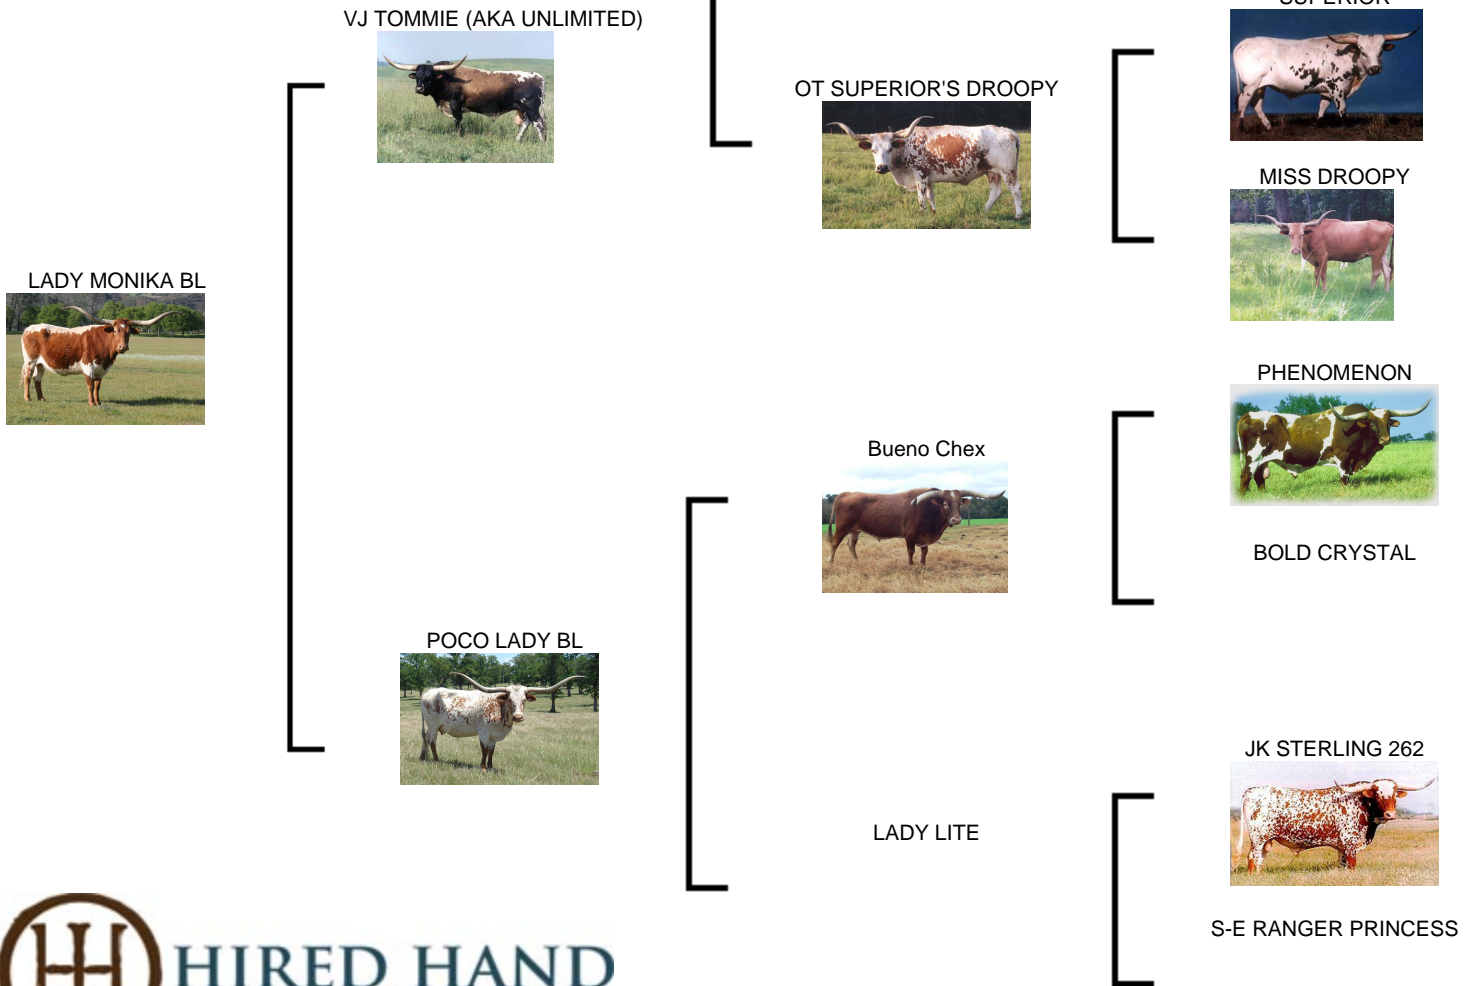 SUPERIOR
VJ TOMMIE (AKA UNLIMITED)
OT SUPERIOR'S DROOPY
MISS DROOPY
LADY MONIKA BL
PHENOMENON
Bueno Chex
BOLD CRYSTAL
POCO LADY BL
JK STERLING 262
LADY LITE
S-E RANGER PRINCESS
HIRED HAND